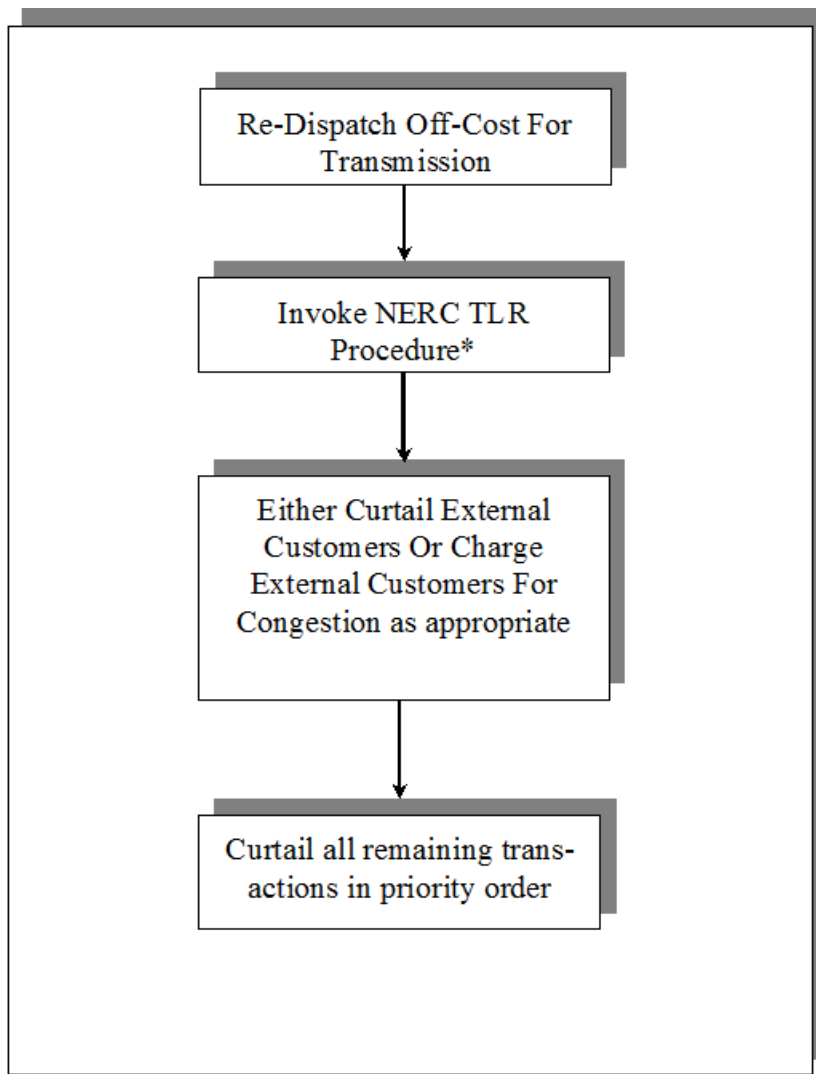 Re-Dispatch Off-Cost For
Transmission
Invoke NERC TLR
Procedure*
Either Curtail External
Customers Or Charge
External Customers For
Congestion as appropriate
Curtail all remaining trans-
actions in priority order